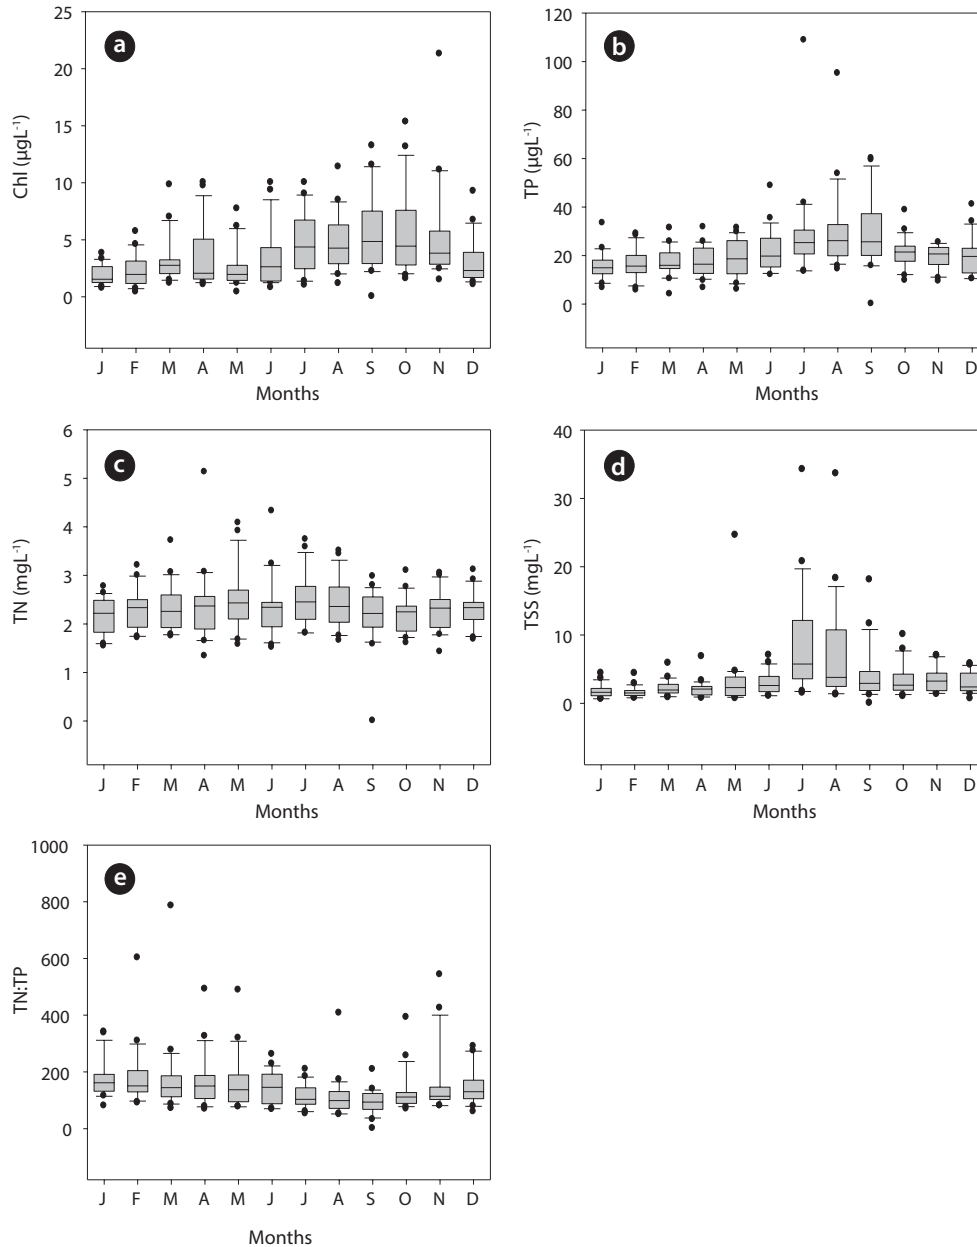 a
Chl (µgL⁻¹)
25
20
15
10
5
0
J F M A M J J A S O N D
Months
b
TP (µgL⁻¹)
120
100
80
60
40
20
0
J F M A M J J A S O N D
Months
c
TN (mgL⁻¹)
6
5
4
3
2
1
0
J F M A M J J A S O N D
Months
d
TSS (mgL⁻¹)
40
30
20
10
0
J F M A M J J A S O N D
Months
e
TN:TP
1000
800
600
400
200
0
J F M A M J J A S O N D
Months